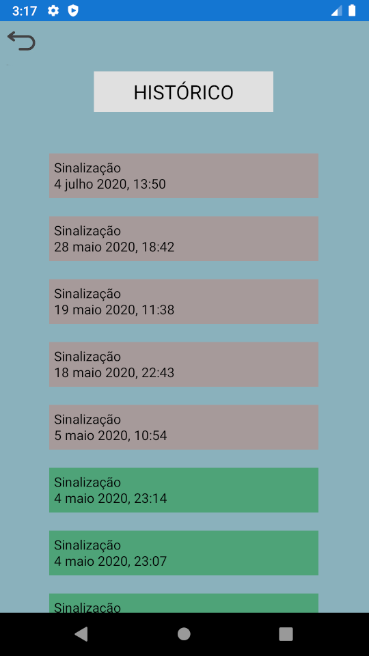 3:17
HISTÓRICO
Sinalização
4 julho 2020, 13:50
Sinalização
28 maio 2020, 18:42
Sinalização
19 maio 2020, 11:38
Sinalização
18 maio 2020, 22:43
Sinalização
5 maio 2020, 10:54
Sinalização
4 maio 2020, 23:14
Sinalização
4 maio 2020, 23:07
Sinalização